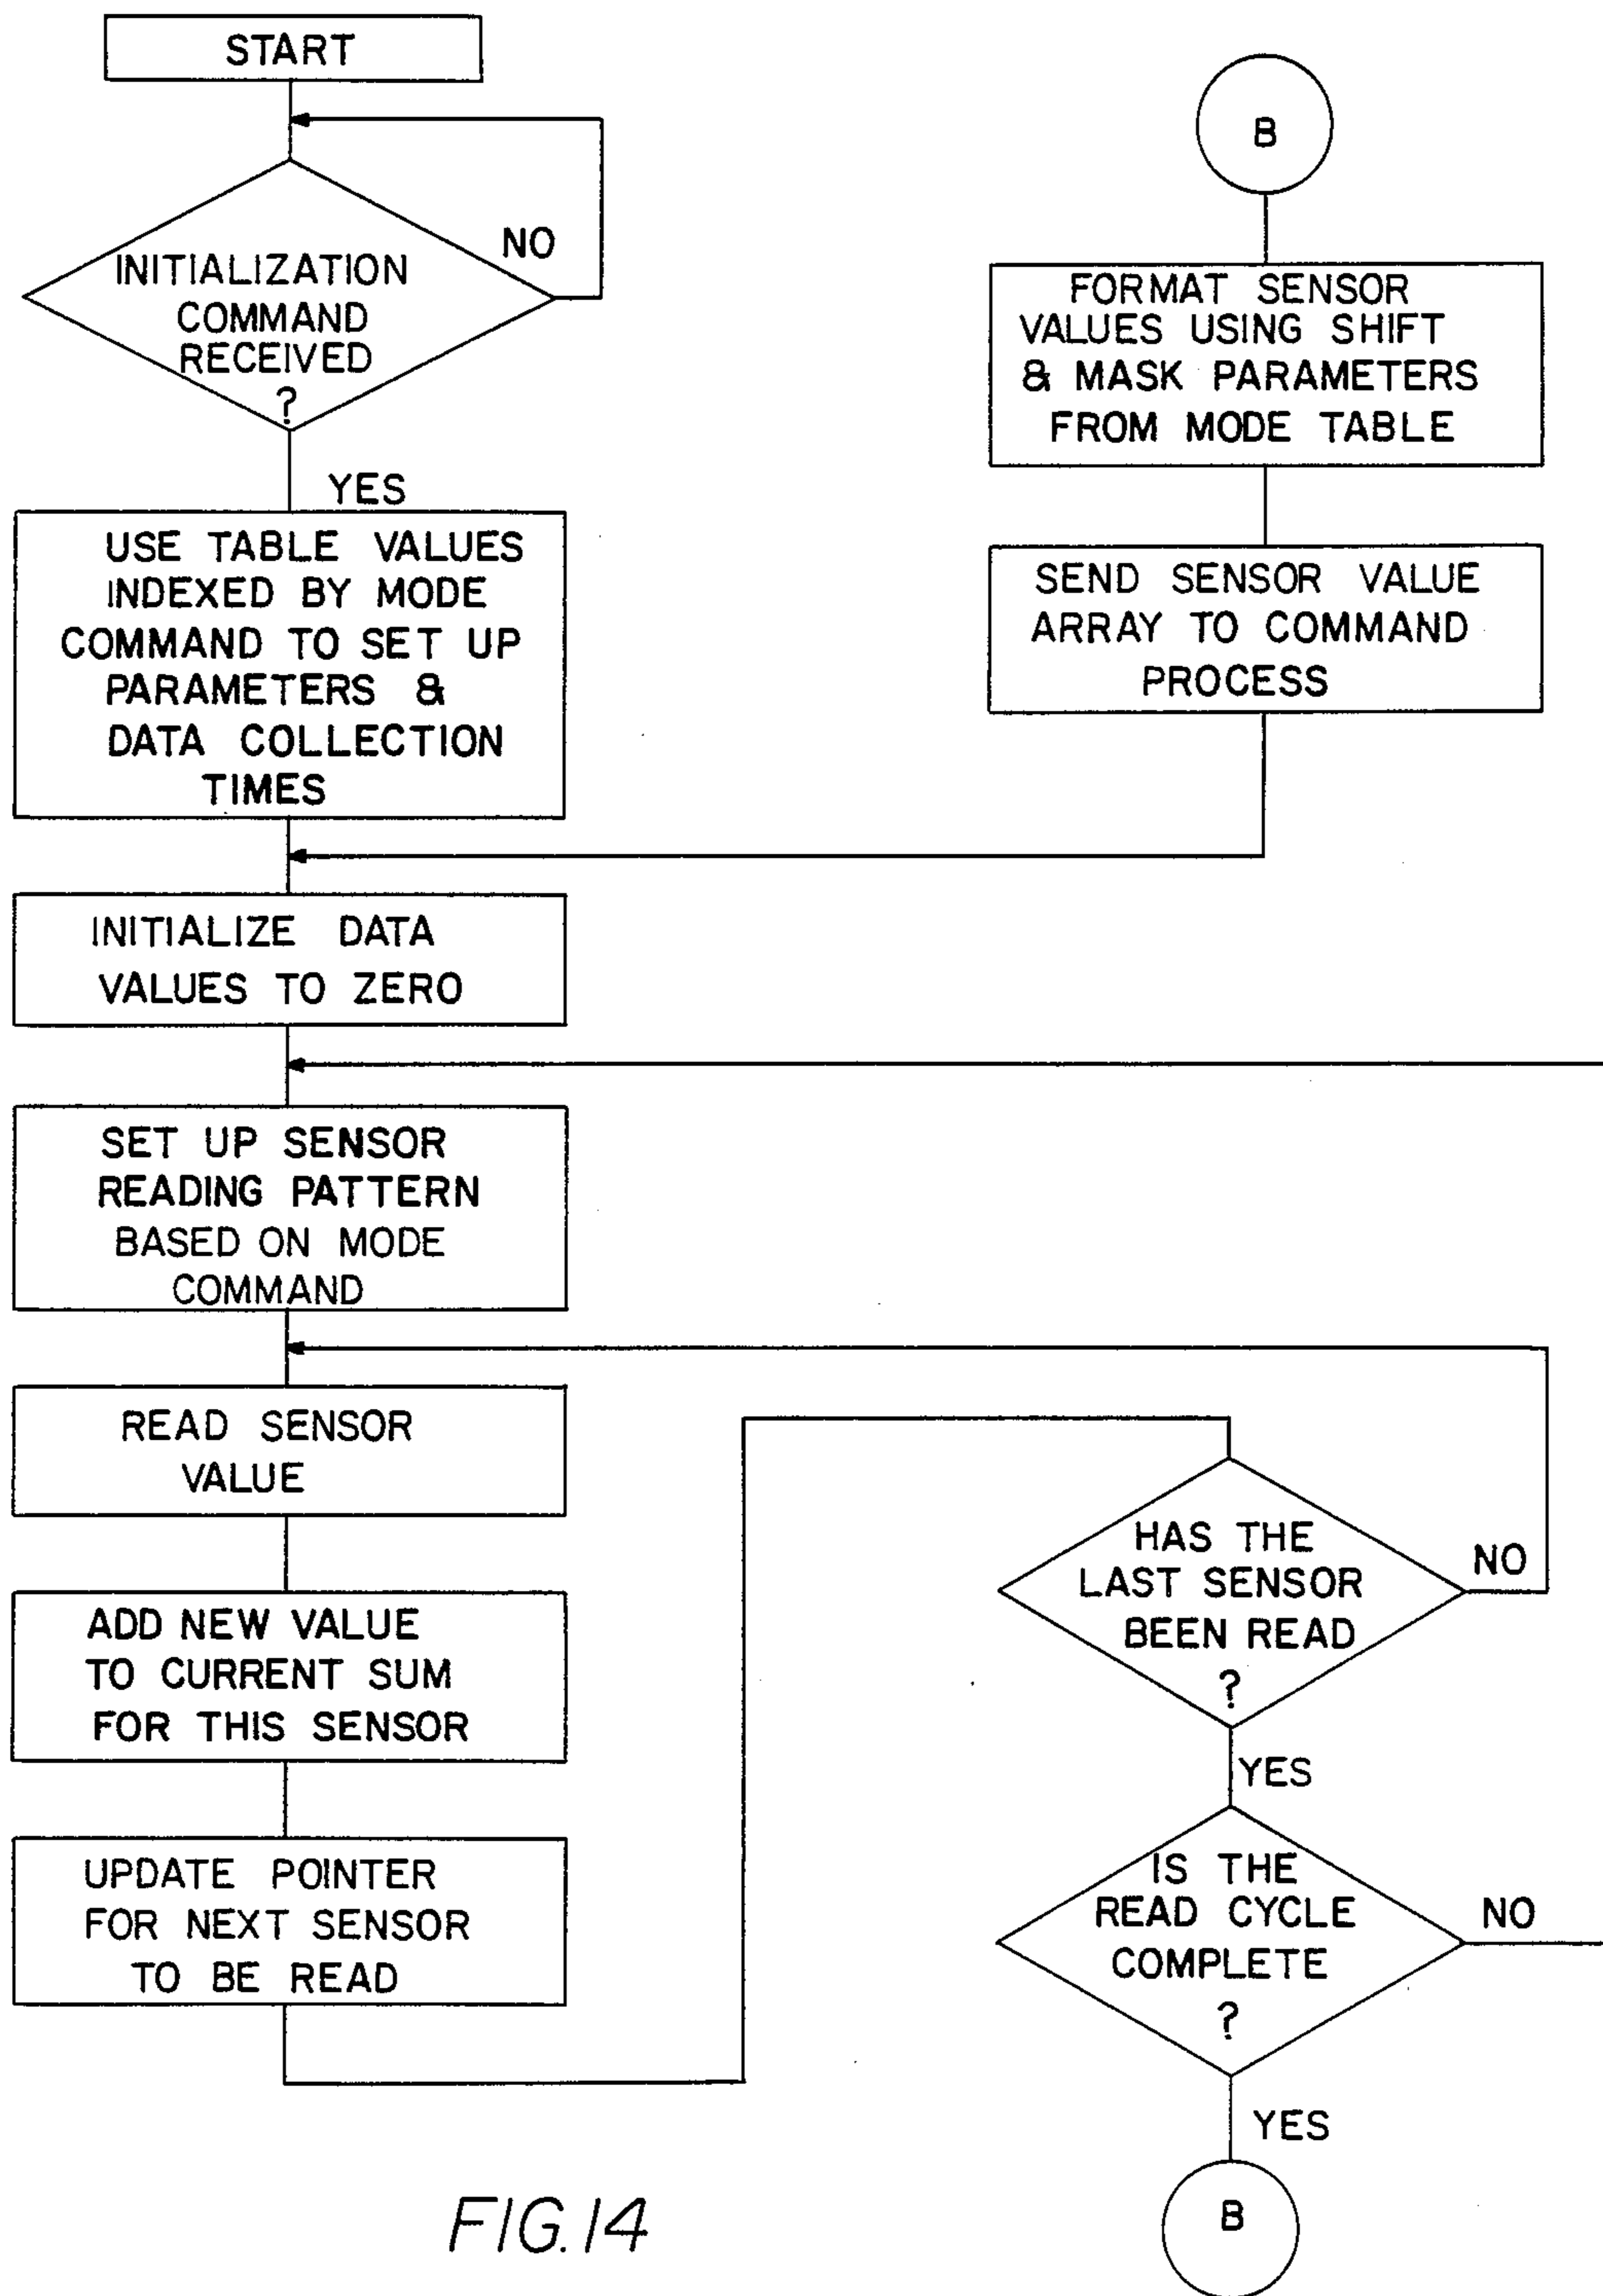 START
INITIALIZATION
COMMAND
RECEIVED
?
NO
YES
USE TABLE VALUES
INDEXED BY MODE
COMMAND TO SET UP
PARAMETERS &
DATA COLLECTION
TIMES
INITIALIZE DATA
VALUES TO ZERO
SET UP SENSOR
READING PATTERN
BASED ON MODE
COMMAND
READ SENSOR
VALUE
ADD NEW VALUE
TO CURRENT SUM
FOR THIS SENSOR
UPDATE POINTER
FOR NEXT SENSOR
TO BE READ
HAS THE
LAST SENSOR
BEEN READ
?
NO
YES
IS THE
READ CYCLE
COMPLETE
?
NO
YES
B
B
FORMAT SENSOR
VALUES USING SHIFT
& MASK PARAMETERS
FROM MODE TABLE
SEND SENSOR VALUE
ARRAY TO COMMAND
PROCESS
FIG. 14